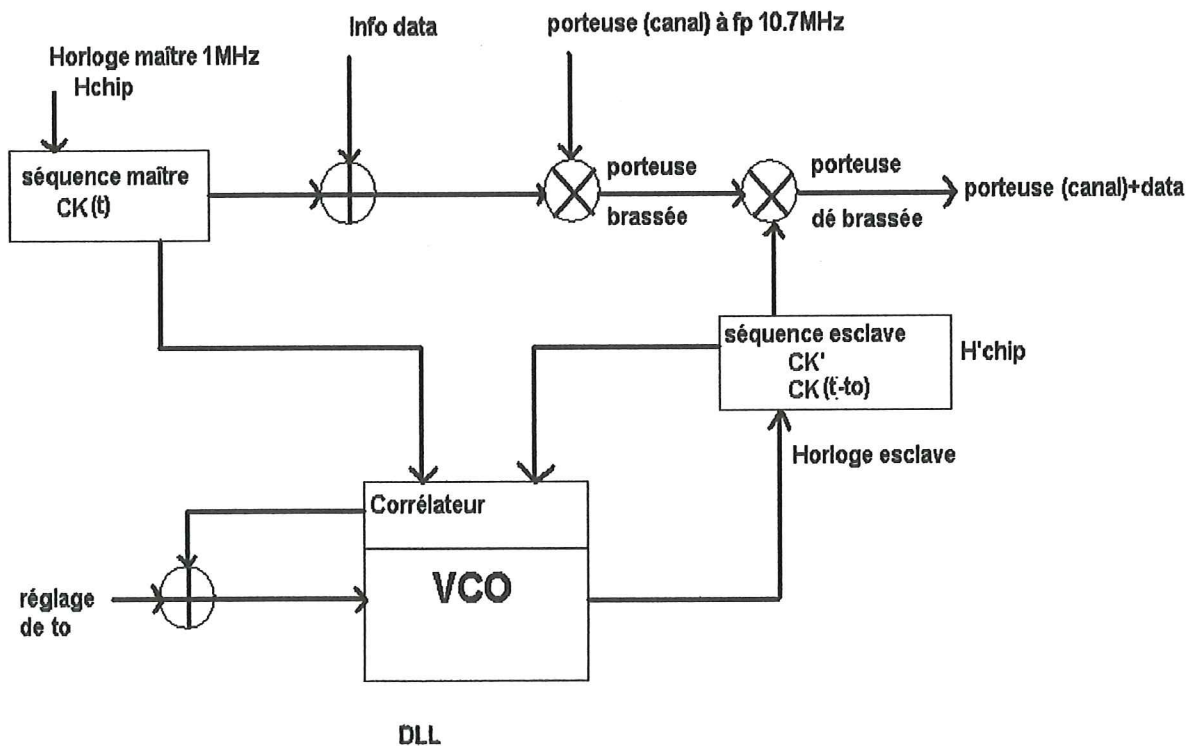 Info data
porteuse (canal) à fp 10.7MHz
Horloge maître 1MHz
Hchip
séquence maître
CK(t)
porteuse
brassée
porteuse
dé brassée
porteuse (canal)+data
séquence esclave
CK'
CK(t-to)
H'chip
Horloge esclave
Corrélateur
VCO
réglage
de to
DLL